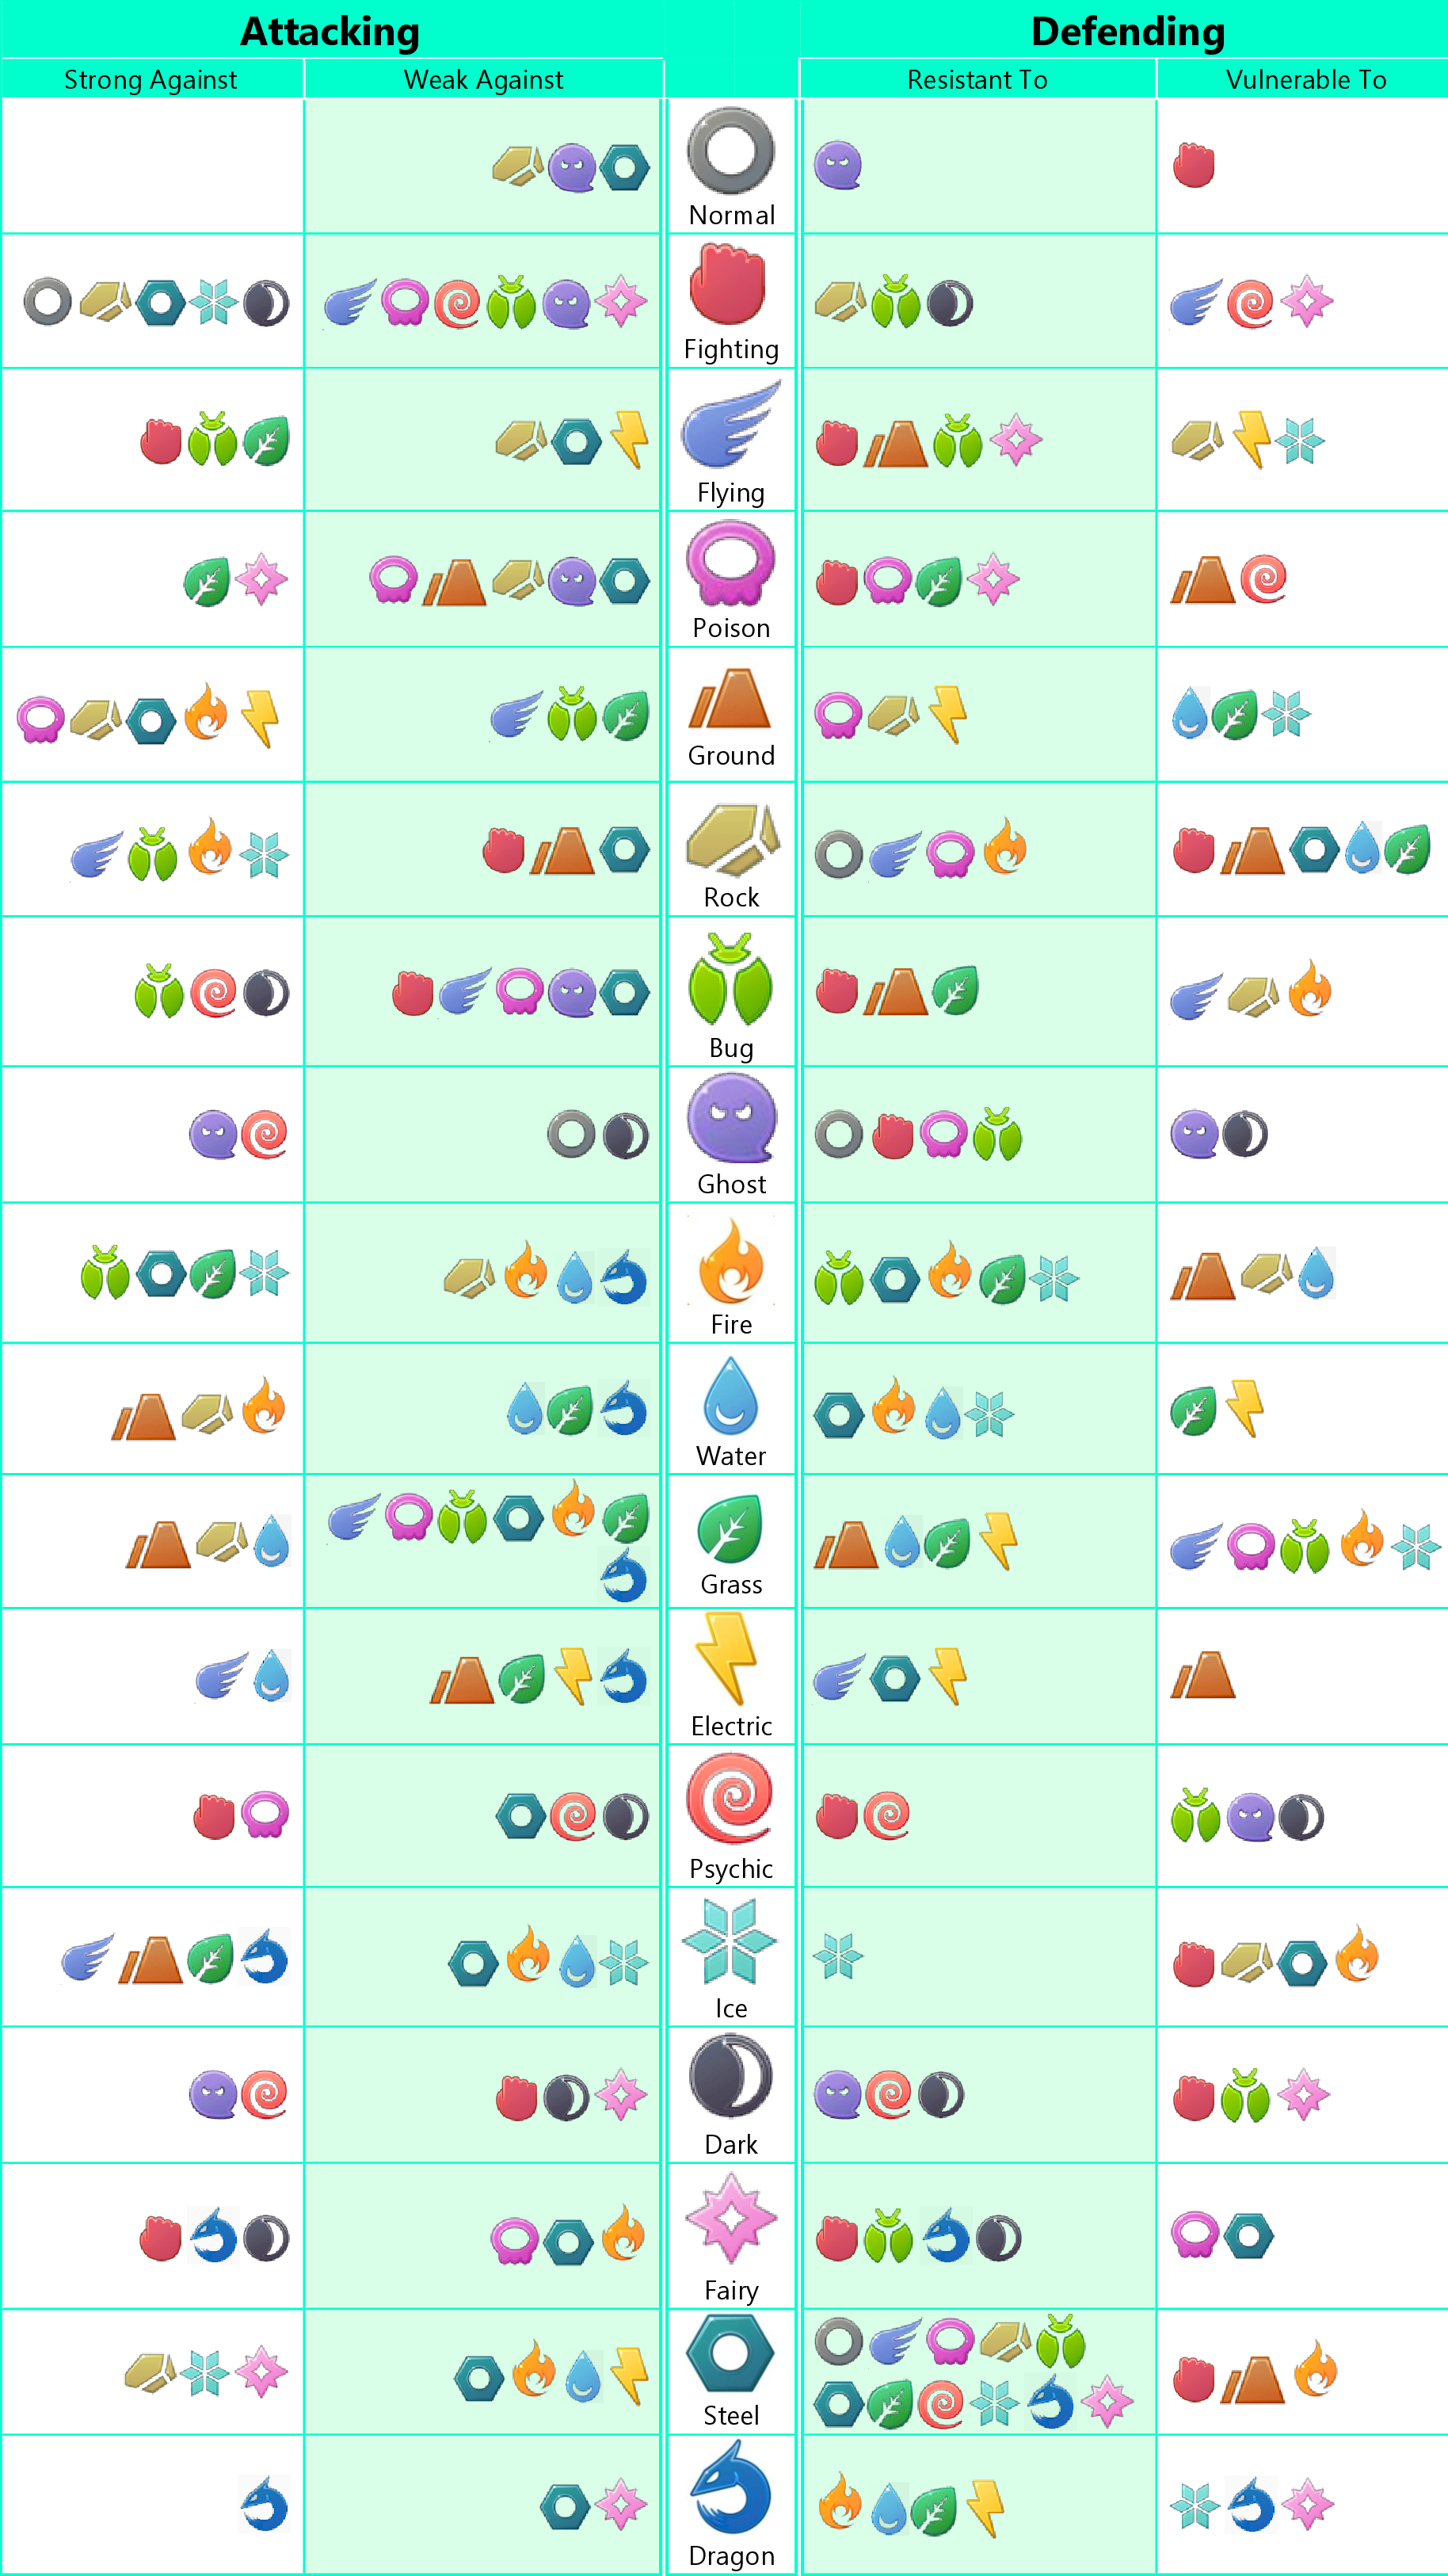 Attacking
Defending
Strong Against
Weak Against
Resistant To
Vulnerable To
Normal
Fighting
Flying
Poison
Ground
Rock
Bug
Ghost
Fire
Water
Grass
Electric
Psychic
Ice
Dark
Fairy
Steel
Dragon